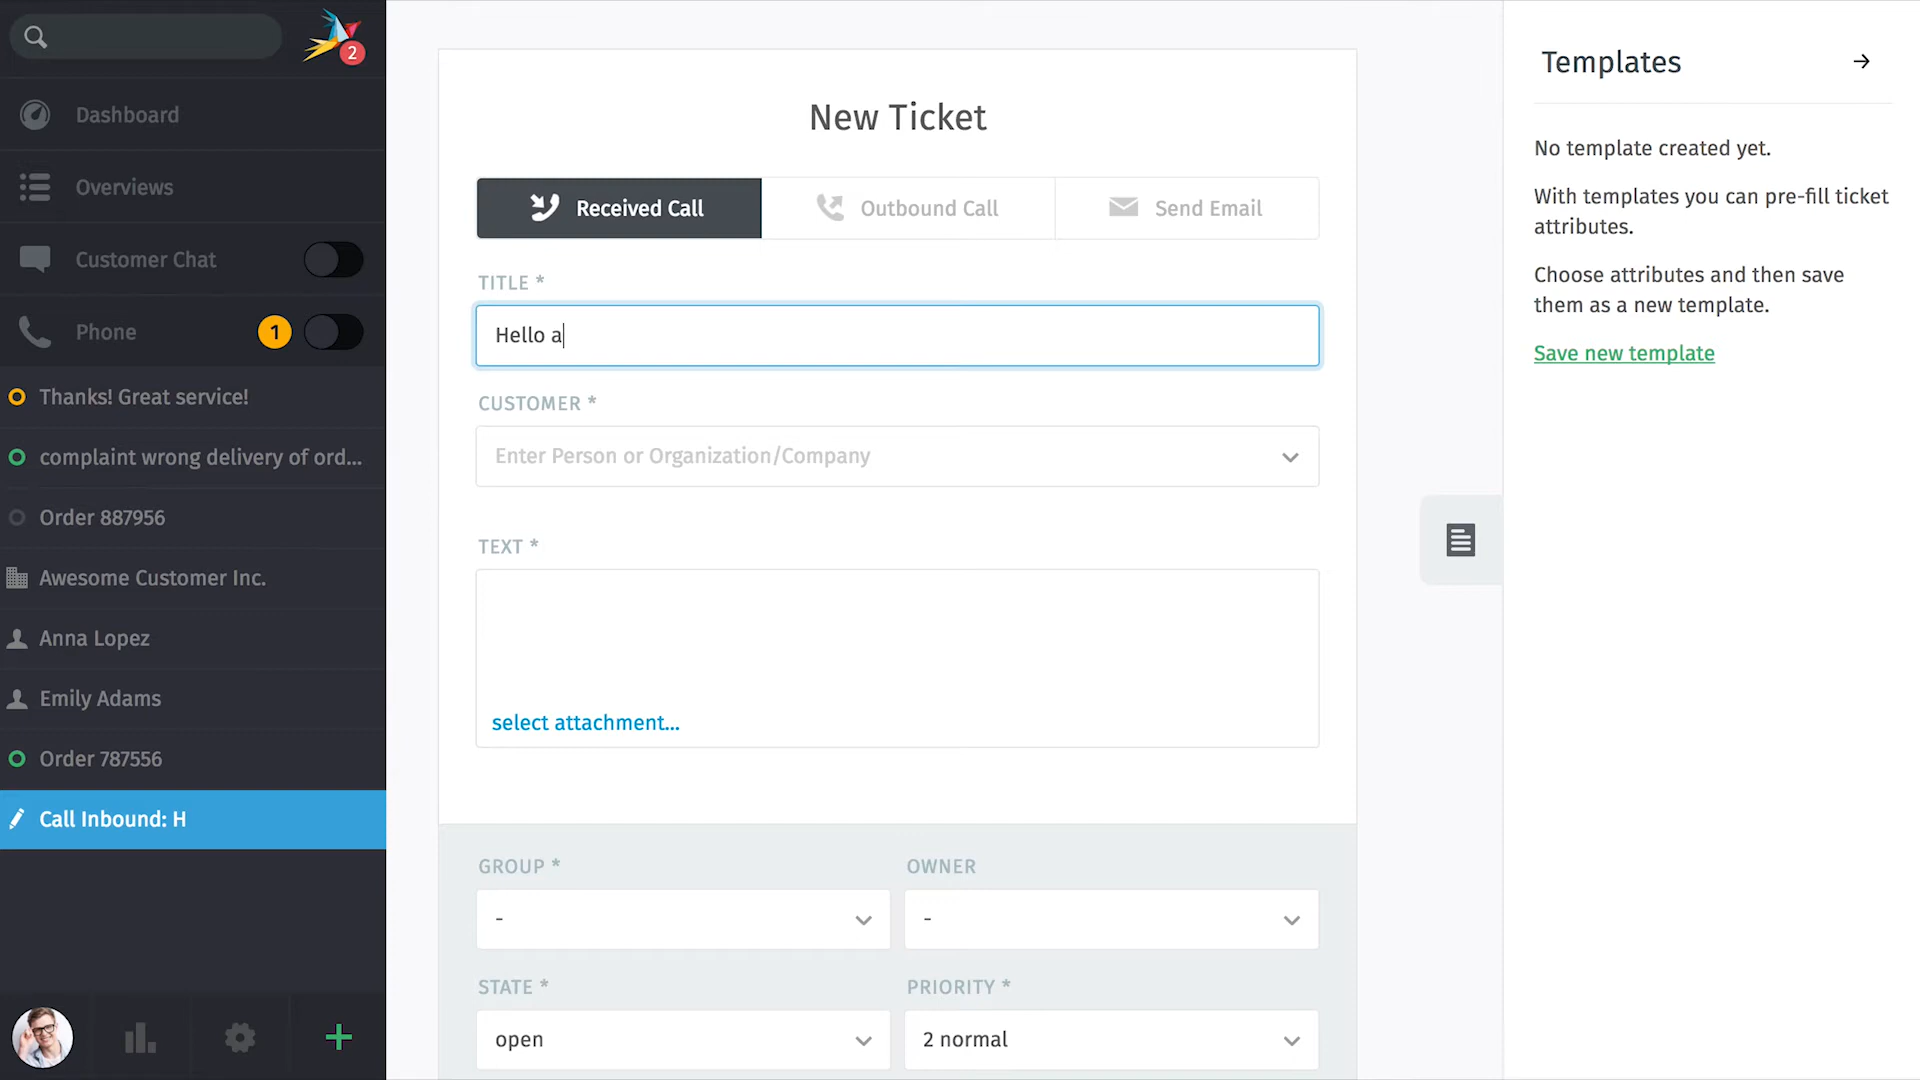 2
Dashboard
Overviews
Customer Chat
Phone 1
Thanks! Great service!
complaint wrong delivery of ord...
Order 887956
Awesome Customer Inc.
Anna Lopez
Emily Adams
Order 787556
Call Inbound: H
New Ticket
Received Call Outbound Call Send Email
TITLE *
Hello a
CUSTOMER *
Enter Person or Organization/Company
TEXT *
select attachment...
GROUP * OWNER
- -
STATE * PRIORITY *
open 2 normal
Templates →
No template created yet.
With templates you can pre-fill ticket
attributes.
Choose attributes and then save
them as a new template.
Save new template